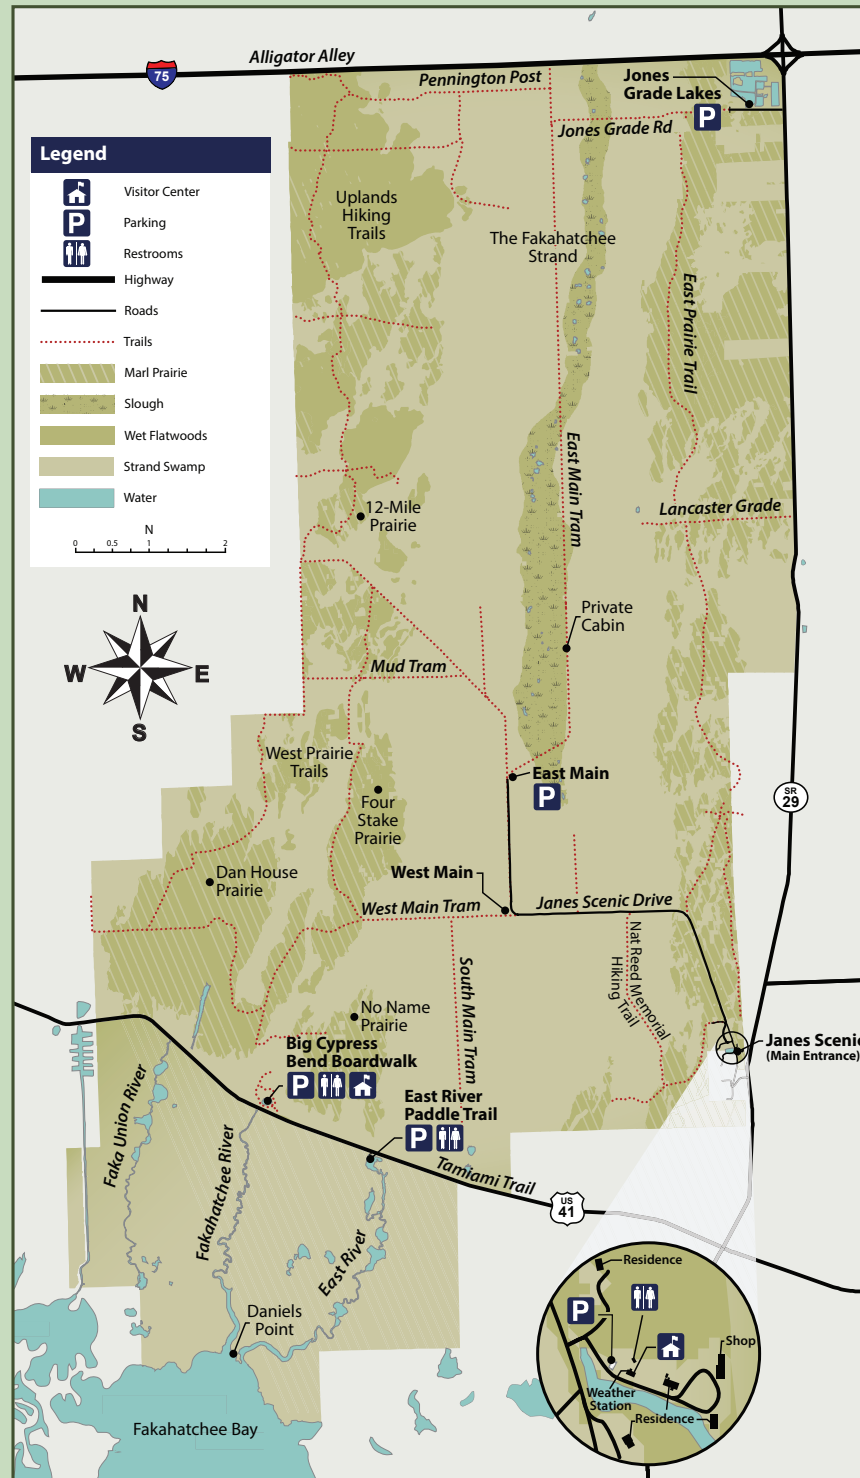 Alligator Alley
75
Pennington Post
Jones
Grade Lakes
P
Jones Grade Rd
Legend
Visitor Center
P
Parking
Restrooms
Highway
Roads
Trails
Marl Prairie
Slough
Wet Flatwoods
Strand Swamp
Water
N
0 0.5 1 2
N
W E
S
Uplands
Hiking
Trails
The Fakahatchee
Strand
East Prairie Trail
East Main Tram
Lancaster Grade
12-Mile
Prairie
Private
Cabin
Mud Tram
West Prairie
Trails
East Main
P
SR
29
Four
Stake
Prairie
Dan House
Prairie
West Main
West Main Tram
Janes Scenic Drive
Nat Reed Memorial
Hiking Trail
South Main Tram
No Name
Prairie
Big Cypress
Bend Boardwalk
P
Janes Scenic
(Main Entrance)
East River
Paddle Trail
P
Faka Union River
Fakahatchee River
East River
Tamiami Trail
US
41
Daniels
Point
Fakahatchee Bay
Residence
P
Shop
Weather
Station
Residence